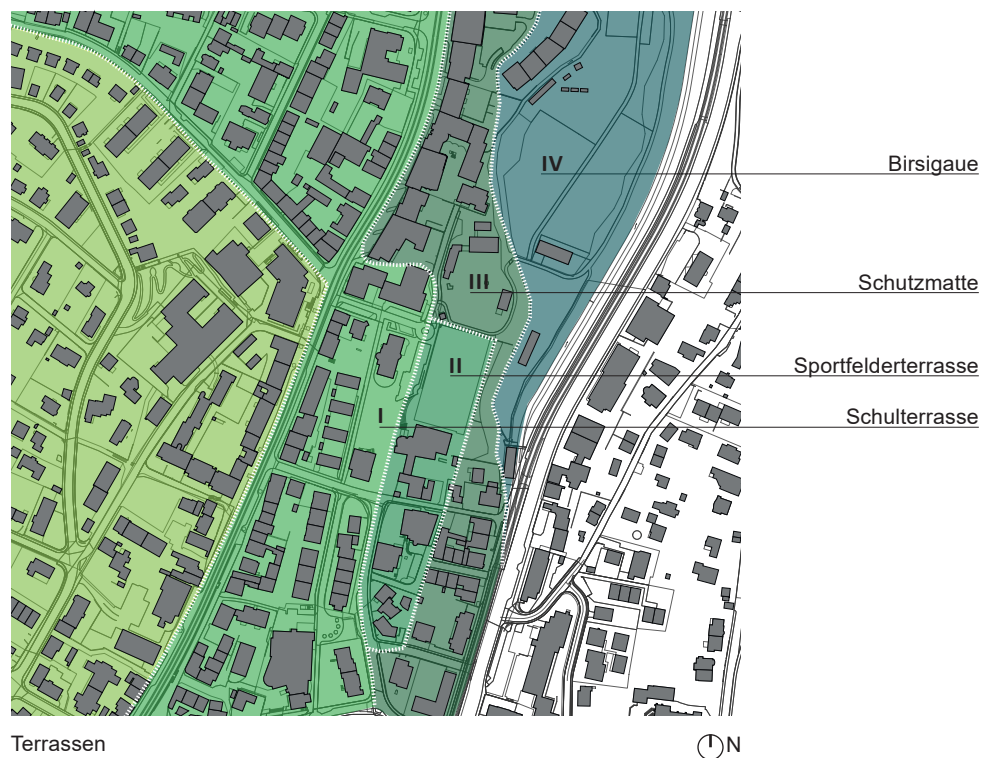 IV
Birsigaue
III
Schutzmatte
II
Sportfelderterrasse
I
Schulterrasse
Terrassen
N